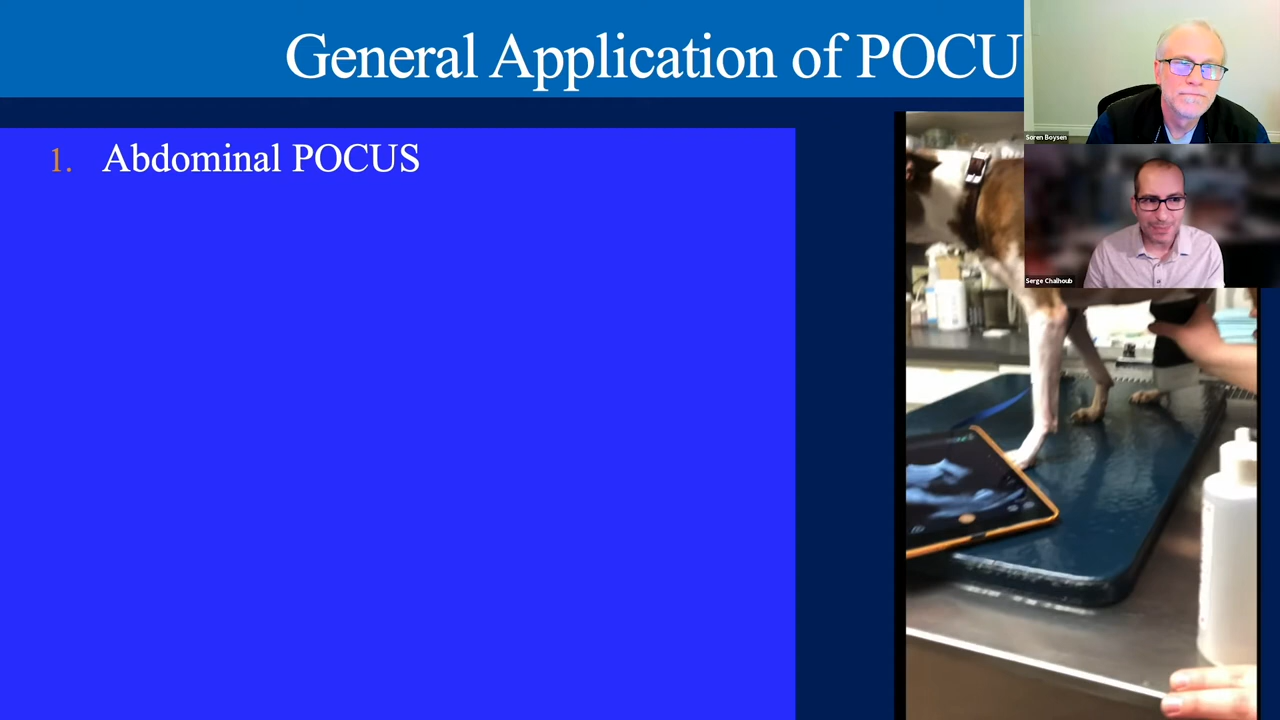 General Application of POCU
Soren Boysen
1. Abdominal POCUS
Serge Chalhoub